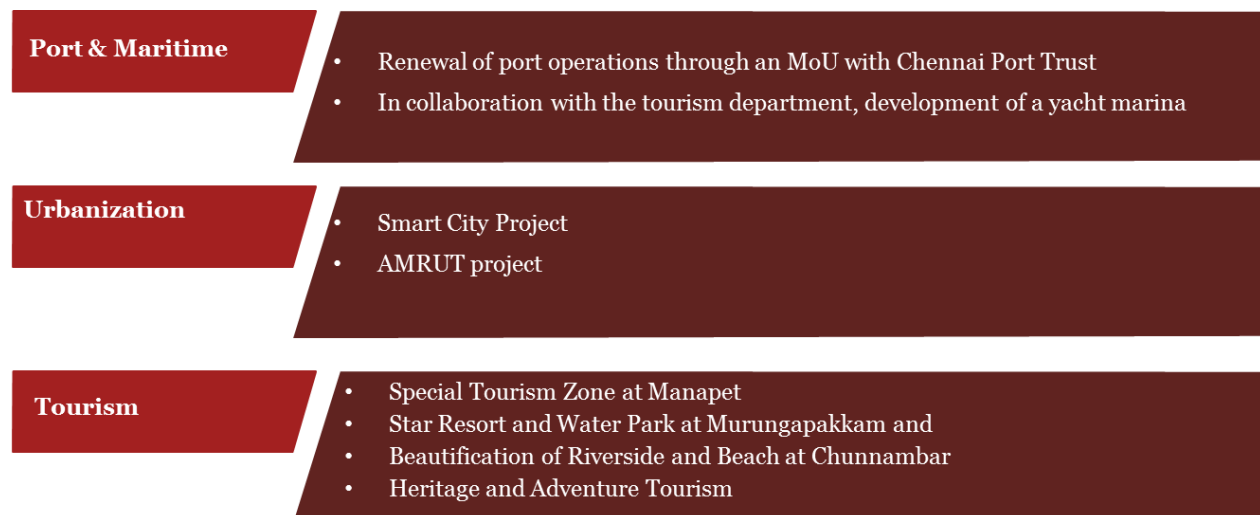 Port & Maritime
• Renewal of port operations through an MoU with Chennai Port Trust
• In collaboration with the tourism department, development of a yacht marina
Urbanization
• Smart City Project
• AMRUT project
Tourism
• Special Tourism Zone at Manapet
• Star Resort and Water Park at Murungapakkam and
• Beautification of Riverside and Beach at Chunnambar
• Heritage and Adventure Tourism